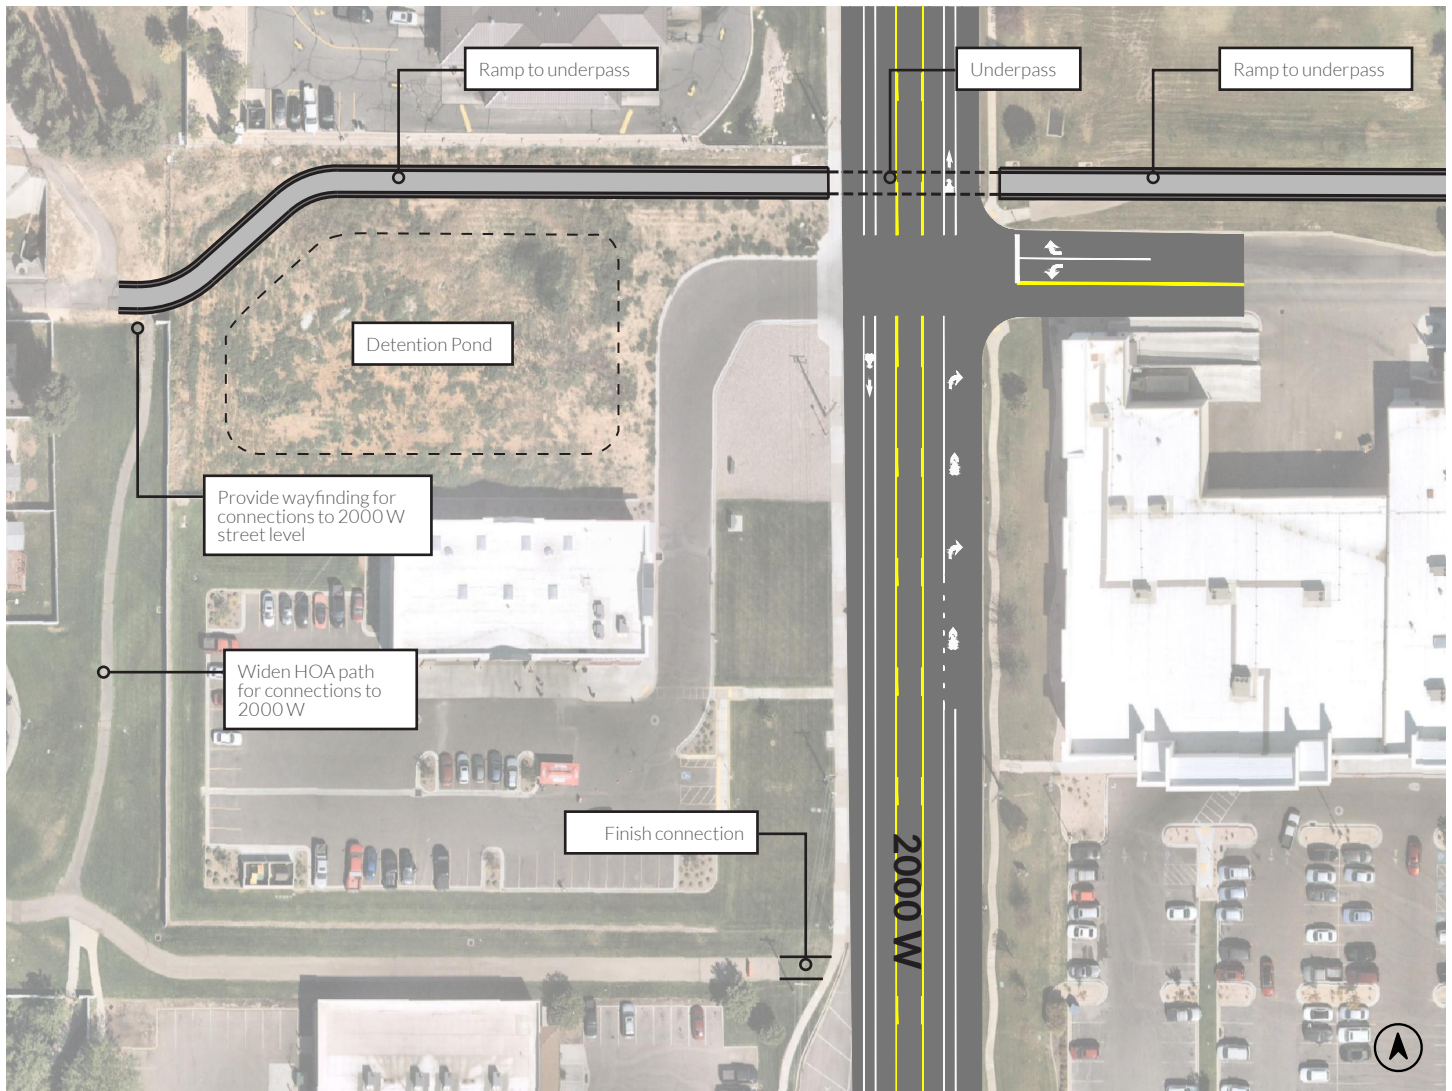 Ramp to underpass
Underpass
Ramp to underpass
Detention Pond
Provide wayfinding for
connections to 2000 W
street level
Widen HOA path
for connections to
2000 W
Finish connection
2000 W